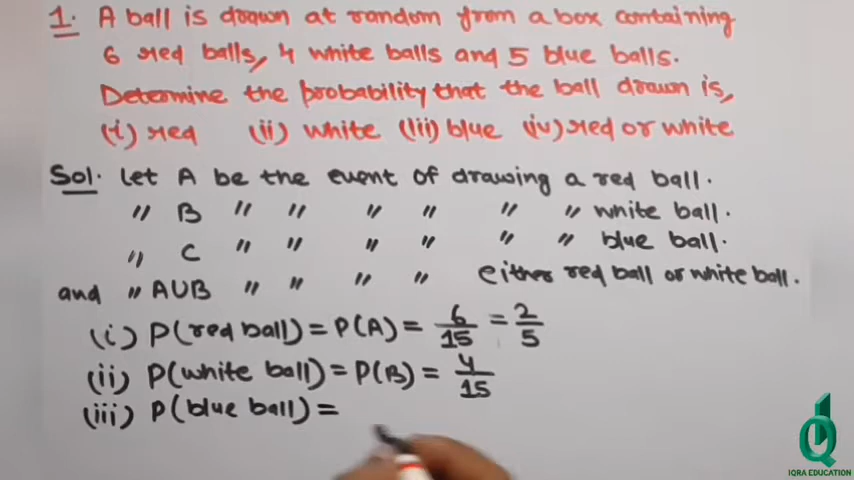 1. A ball is drawn at random from a box containing
6 red balls, 4 white balls and 5 blue balls.
Determine the probability that the ball drawn is,
(i) red (ii) white (iii) blue (iv) red or white
Sol. Let A be the event of drawing a red ball.
〃 B 〃 〃 〃 〃 〃 〃 white ball.
〃 C 〃 〃 〃 〃 〃 〃 blue ball.
and 〃 AUB 〃 〃 〃 〃 either red ball or white ball.
(i) P(red ball) = P(A) = 6/15 = 2/5
(ii) P(white ball) = P(B) = 4/15
(iii) P(blue ball) =
IQRA EDUCATION